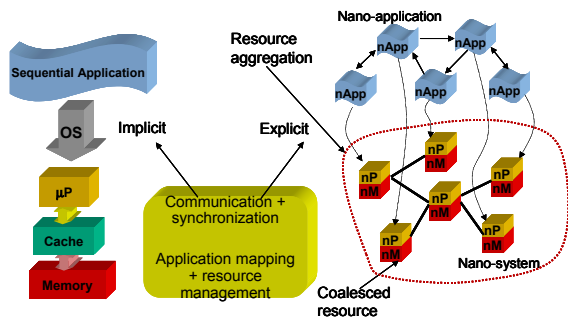 Nano-application
Resource
aggregation
nApp
nApp
Sequential Application
nApp
nApp
nApp
OS
Implicit
Explicit
nP
nM
nP
nM
nP
nM
µP
nP
nM
Communication +
synchronization
Cache
nP
nM
nP
nM
Nano-system
Application mapping
+ resource
management
Memory
Coalesced
resource